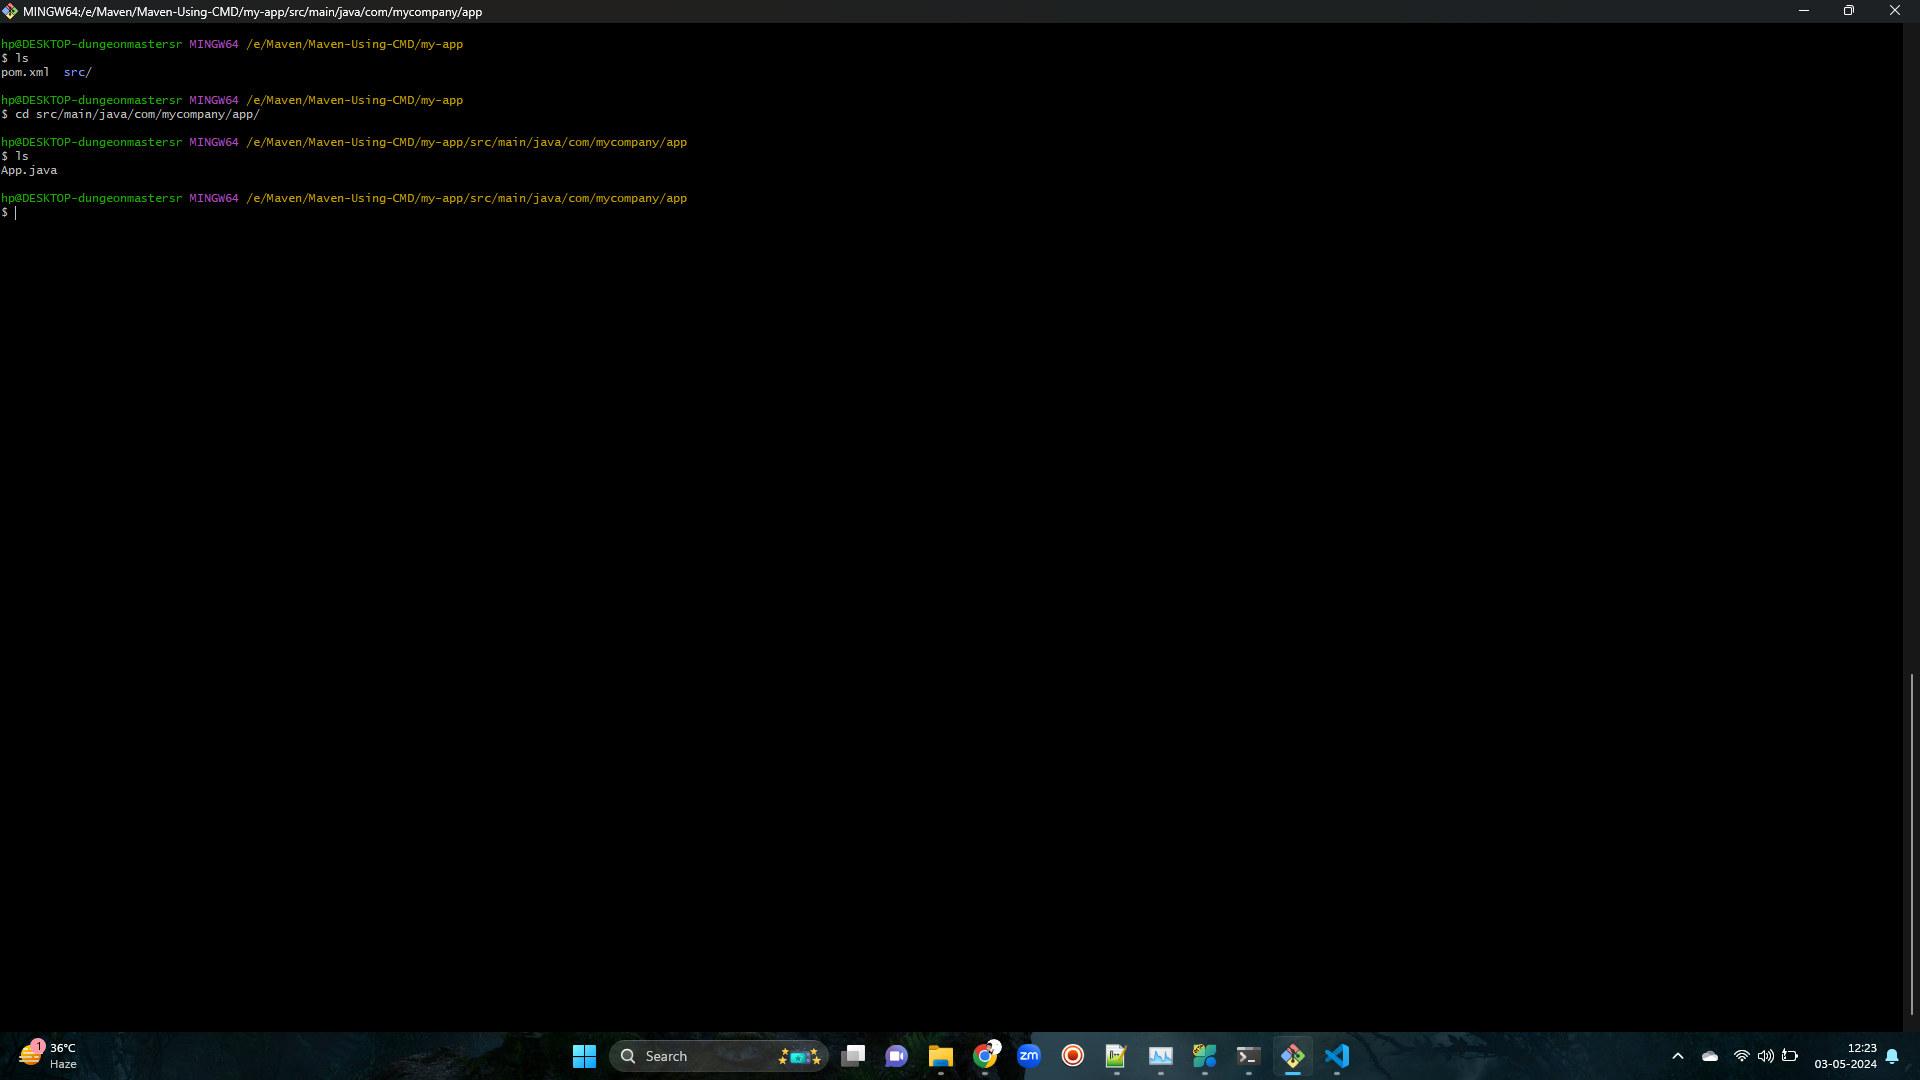 MINGW64:/e/Maven/Maven-Using-CMD/my-app/src/main/java/com/mycompany/app
hp@DESKTOP-dungeonmastersr MINGW64 /e/Maven/Maven-Using-CMD/my-app
$ ls
pom.xml  src/
hp@DESKTOP-dungeonmastersr MINGW64 /e/Maven/Maven-Using-CMD/my-app
$ cd src/main/java/com/mycompany/app/
hp@DESKTOP-dungeonmastersr MINGW64 /e/Maven/Maven-Using-CMD/my-app/src/main/java/com/mycompany/app
$ ls
App.java
hp@DESKTOP-dungeonmastersr MINGW64 /e/Maven/Maven-Using-CMD/my-app/src/main/java/com/mycompany/app
$
1
36°C
Haze
Search
zm
12:23
03-05-2024